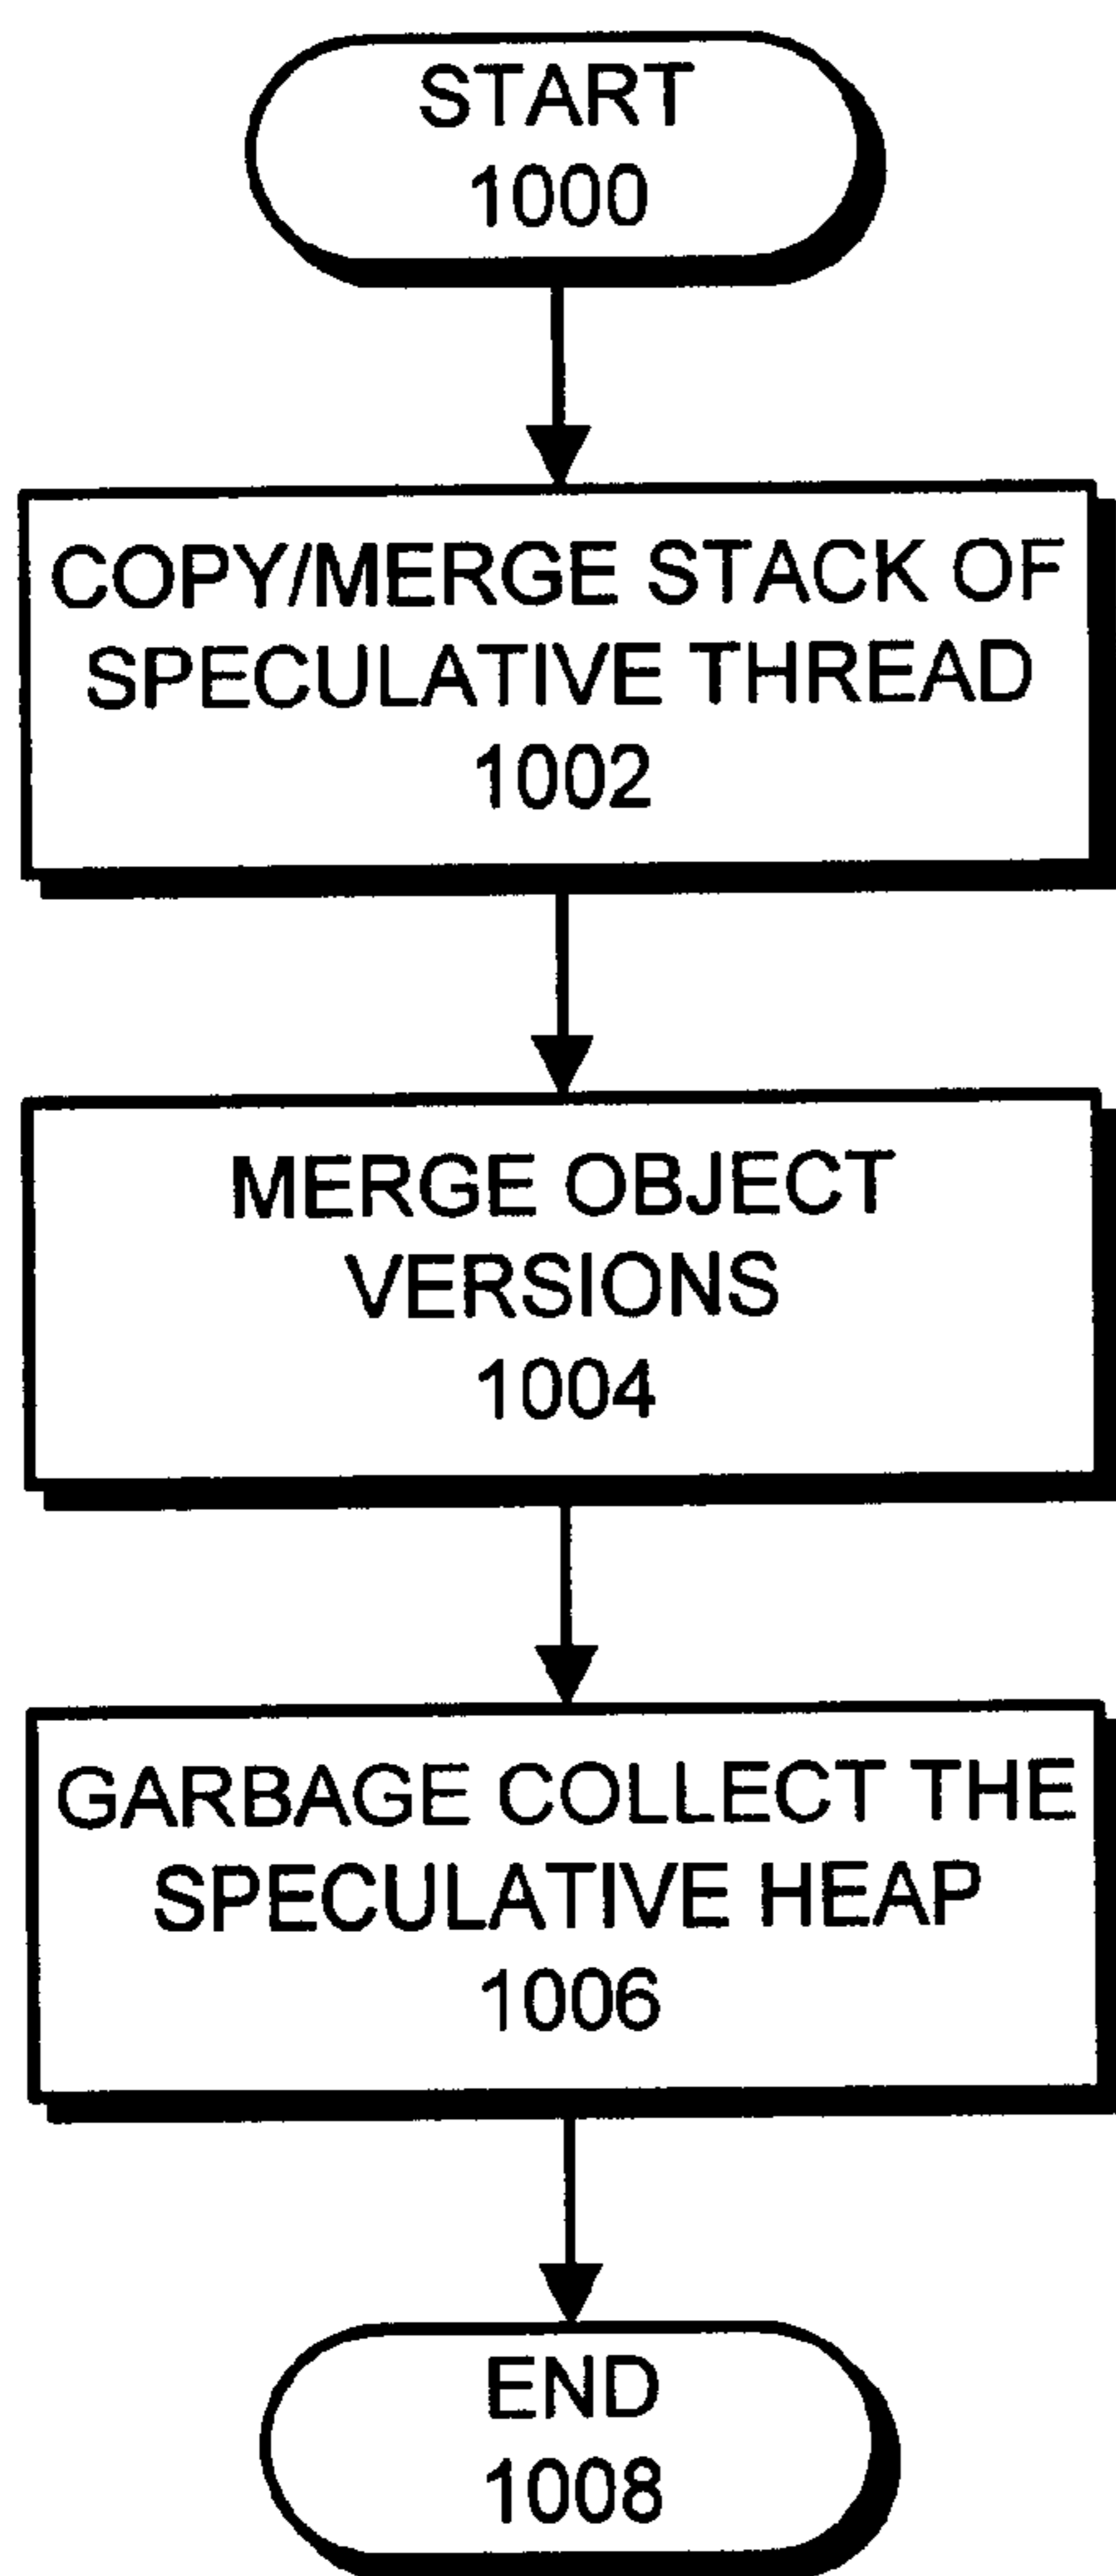 START
1000
COPY/MERGE STACK OF
SPECULATIVE THREAD
1002
MERGE OBJECT
VERSIONS
1004
GARBAGE COLLECT THE
SPECULATIVE HEAP
1006
END
1008